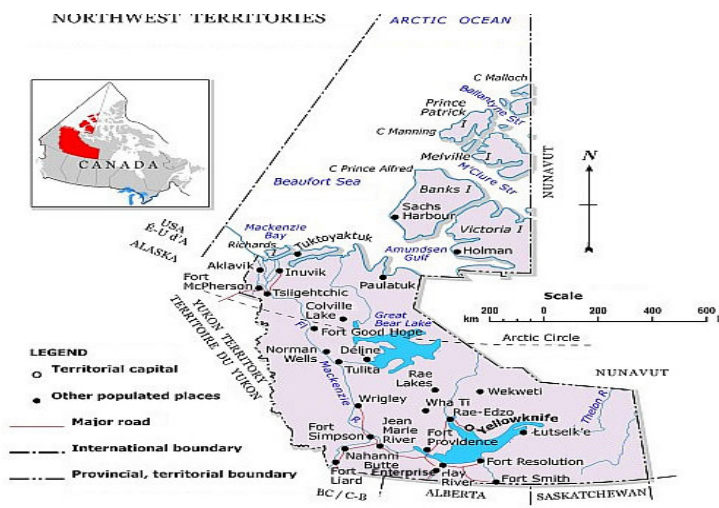 NORTHWEST TERRITORIES
ARCTIC OCEAN
C Malloch
Ballantyne Str
Prince
Patrick
I
C Manning
Melville I
M'Clure Str
NUNAVUT
N
CANADA
C Prince Alfred
Beaufort Sea
Banks I
Sachs
Harbour
Victoria I
USA
É-U d'A
ALASKA
Mackenzie
Bay
Richards I
Tuktoyaktuk
Amundsen
Gulf
Holman
Aklavik
Inuvik
Fort
McPherson
Tsiigehtchic
Paulatuk
YUKON TERRITORY
TERRITOIRE DU YUKON
Colville
Lake
Great
Bear Lake
Fort Good Hope
Scale
km 200 0 200 400 6
Arctic Circle
Norman
Wells
Déline
Tulita
Mackenzie R
LEGEND
Territorial capital
Other populated places
Major road
International boundary
Provincial, territorial boundary
Rae
Lakes
Wekweti
NUNAVUT
Wrigley
Wha Ti
Rae-Edzo
Yellowknife
Thelon R
Łutselk'e
Jean
Marie
River
Fort
Simpson
Fort
Providence
Nahanni
Butte
Fort
Liard
Enterprise
Hay
River
Fort Resolution
Fort Smith
BC / C-B
ALBERTA
SASKATCHEWAN